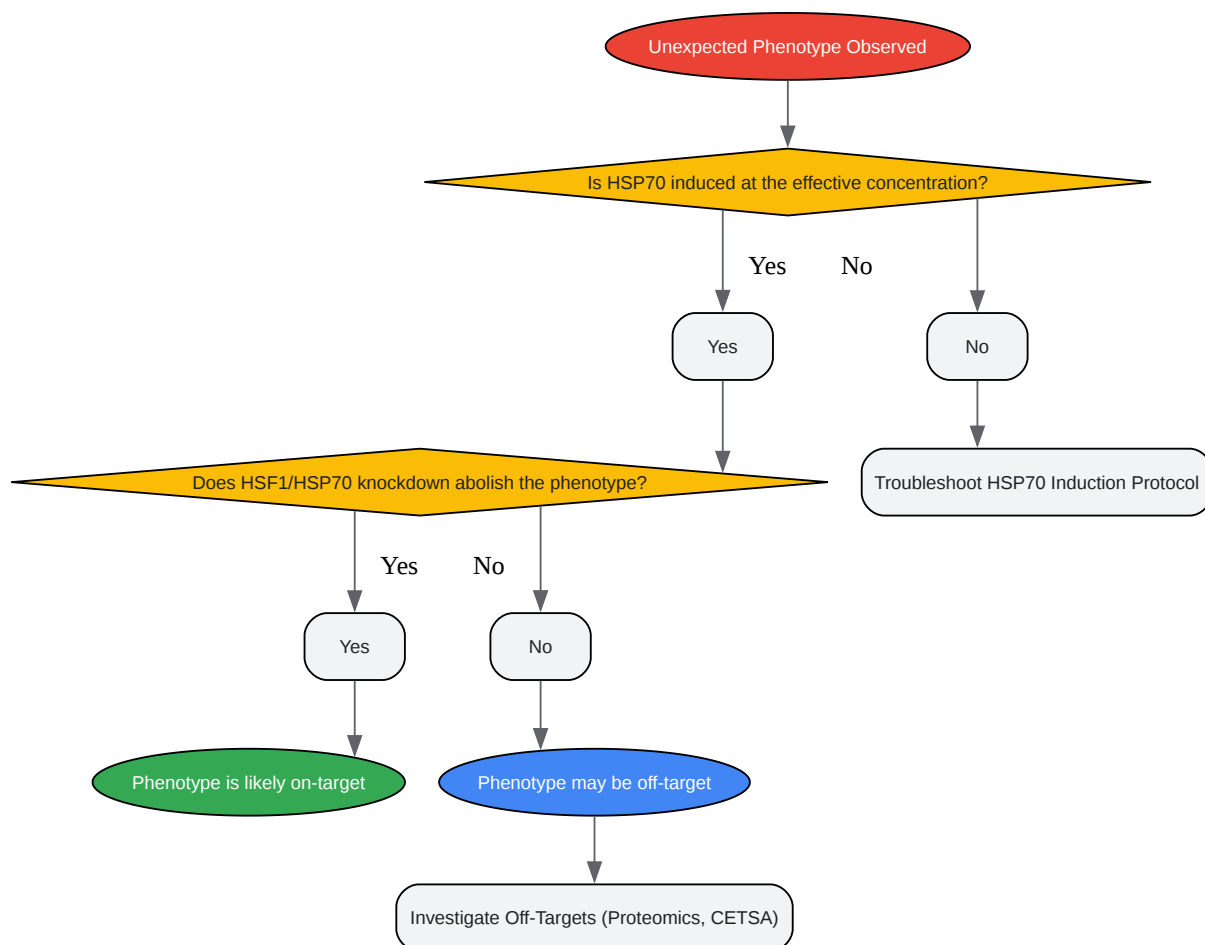 Unexpected Phenotype Observed
Is HSP70 induced at the effective concentration?
Yes
No
Yes
No
Does HSF1/HSP70 knockdown abolish the phenotype?
Troubleshoot HSP70 Induction Protocol
Yes
No
Yes
No
Phenotype is likely on-target
Phenotype may be off-target
Investigate Off-Targets (Proteomics, CETSA)